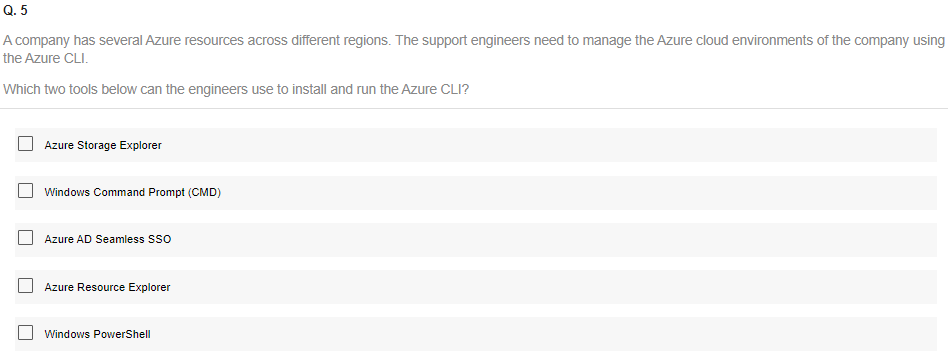 Q. 5
A company has several Azure resources across different regions. The support engineers need to manage the Azure cloud environments of the company using
the Azure CLI.
Which two tools below can the engineers use to install and run the Azure CLI?
Azure Storage Explorer
Windows Command Prompt (CMD)
Azure AD Seamless SSO
Azure Resource Explorer
Windows PowerShell